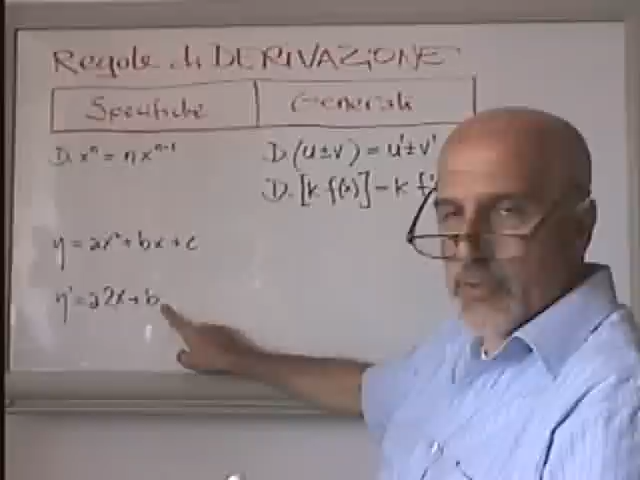 Regole di DERIVAZIONE
Specifiche Generali
D xⁿ = n xⁿ⁻¹ D (u ± v) = u' ± v'
D [k f(x)] = k f'
y = ax² + bx + c
y' = a2x + b